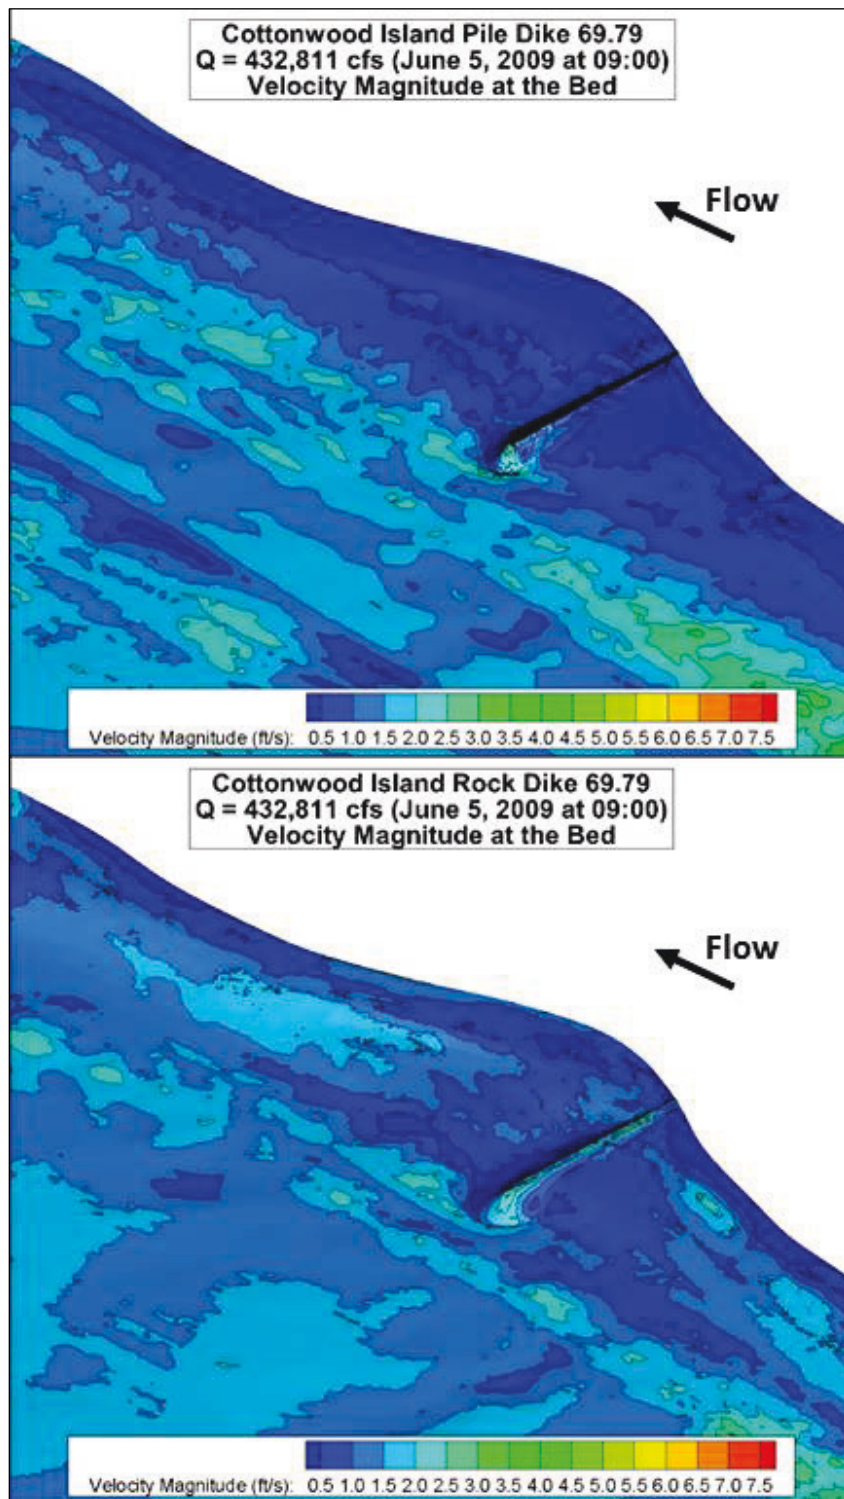 Cottonwood Island Pile Dike 69.79
Q = 432,811 cfs (June 5, 2009 at 09:00)
Velocity Magnitude at the Bed
Flow
Velocity Magnitude (ft/s): 0.5 1.0 1.5 2.0 2.5 3.0 3.5 4.0 4.5 5.0 5.5 6.0 6.5 7.0 7.5
Cottonwood Island Rock Dike 69.79
Q = 432,811 cfs (June 5, 2009 at 09:00)
Velocity Magnitude at the Bed
Flow
Velocity Magnitude (ft/s): 0.5 1.0 1.5 2.0 2.5 3.0 3.5 4.0 4.5 5.0 5.5 6.0 6.5 7.0 7.5